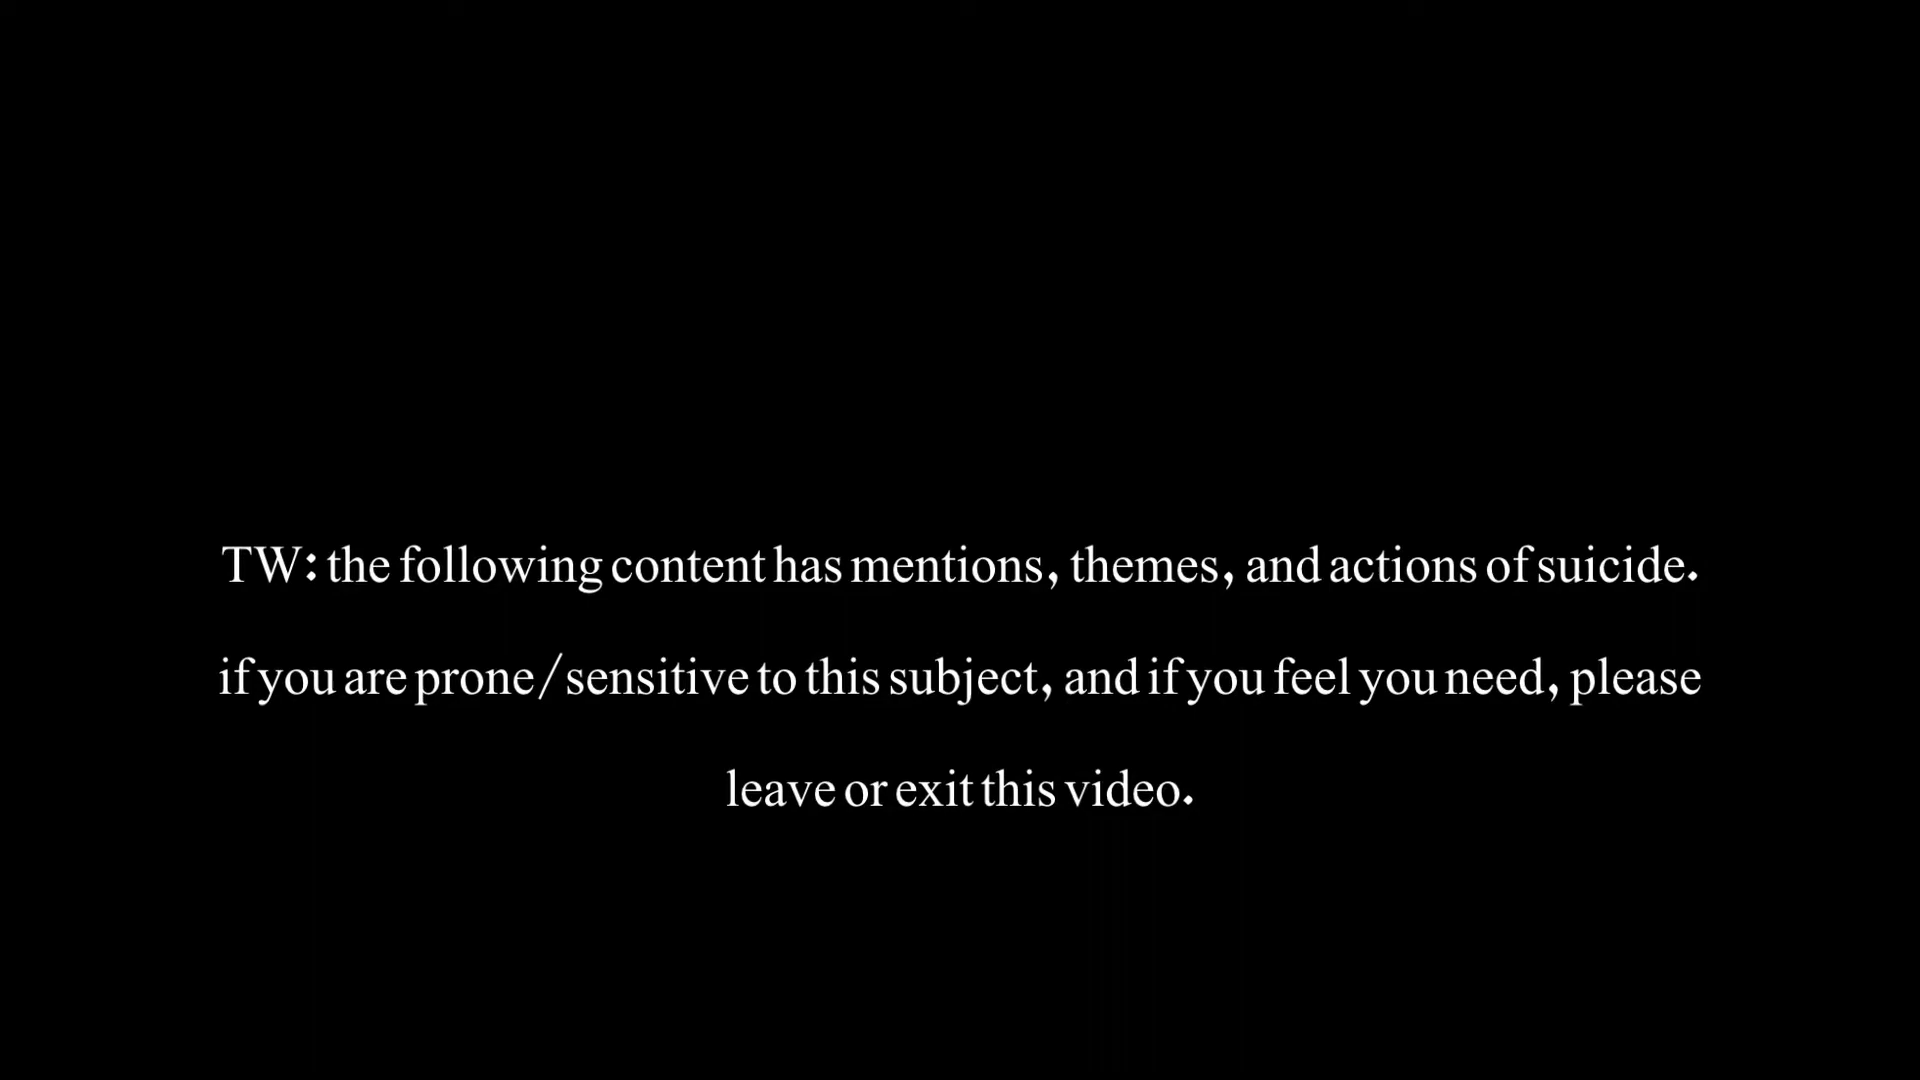 TW: the following content has mentions, themes, and actions of suicide.
if you are prone/sensitive to this subject, and if you feel you need, please
leave or exit this video.